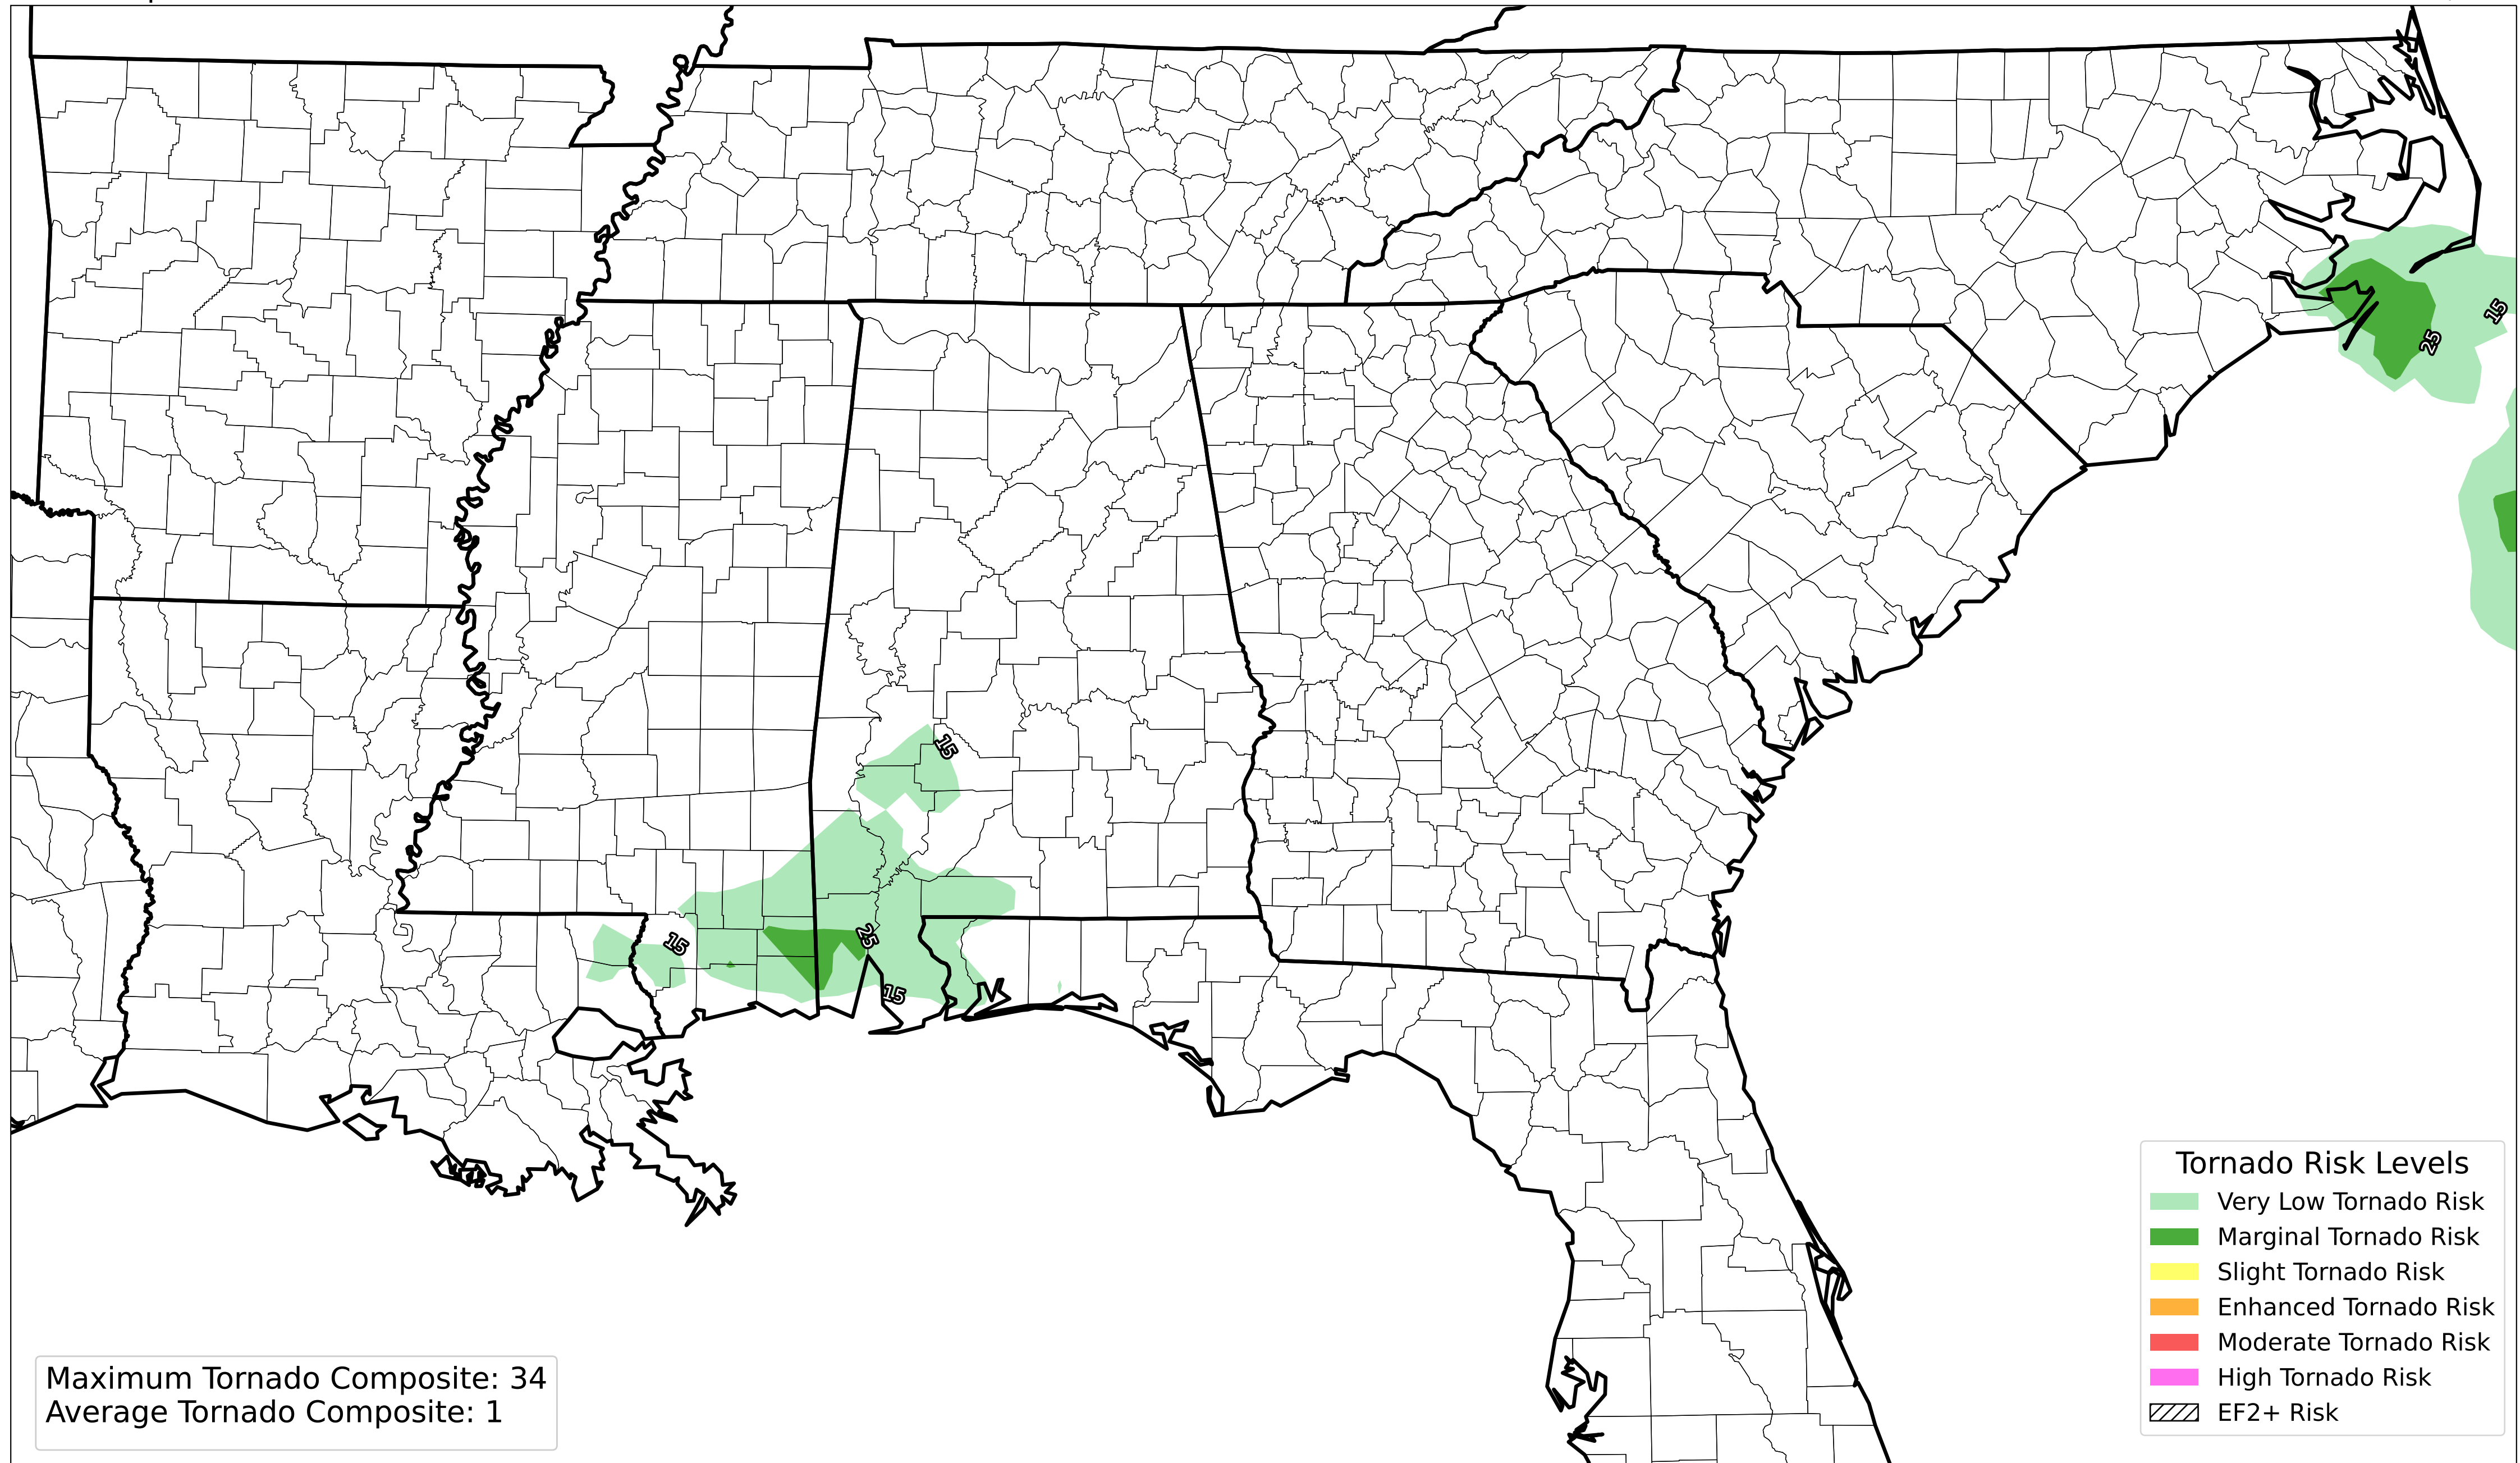 15
25
15
25
15
15
Maximum Tornado Composite: 34
Average Tornado Composite: 1
Tornado Risk Levels
Very Low Tornado Risk
Marginal Tornado Risk
Slight Tornado Risk
Enhanced Tornado Risk
Moderate Tornado Risk
High Tornado Risk
EF2+ Risk